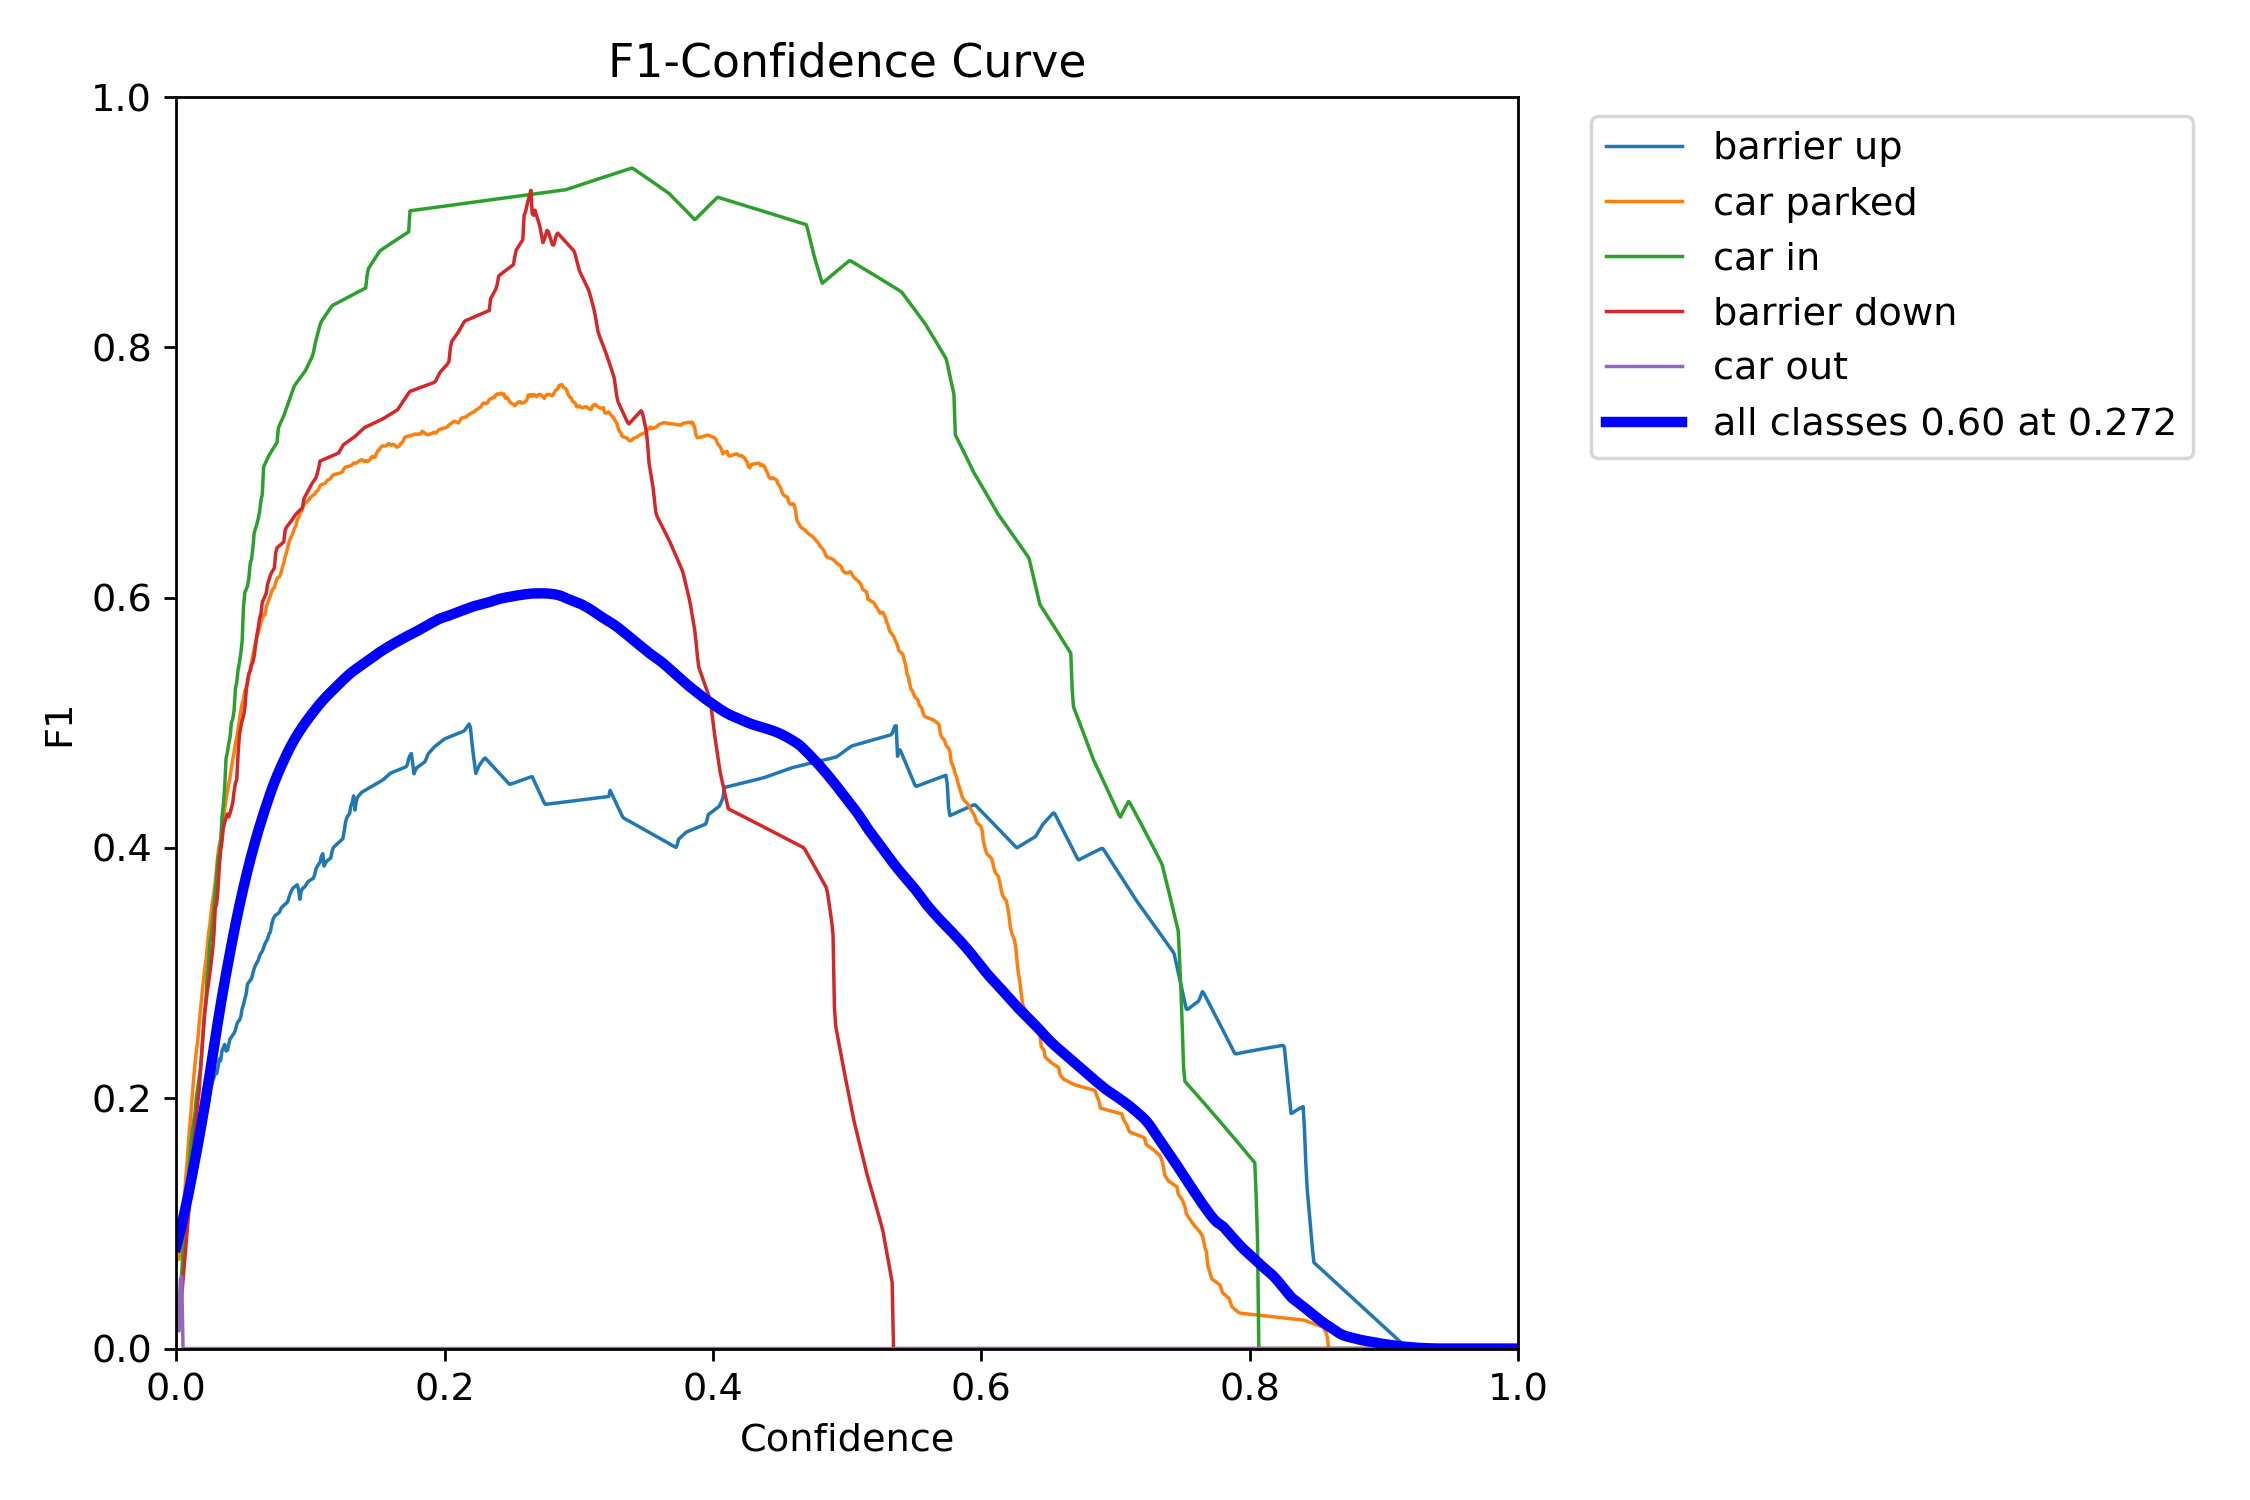 F1-Confidence Curve
1.0
0.8
0.6
0.4
0.2
0.0
F1
0.0 0.2 0.4 0.6 0.8 1.0
Confidence
barrier up
car parked
car in
barrier down
car out
all classes 0.60 at 0.272